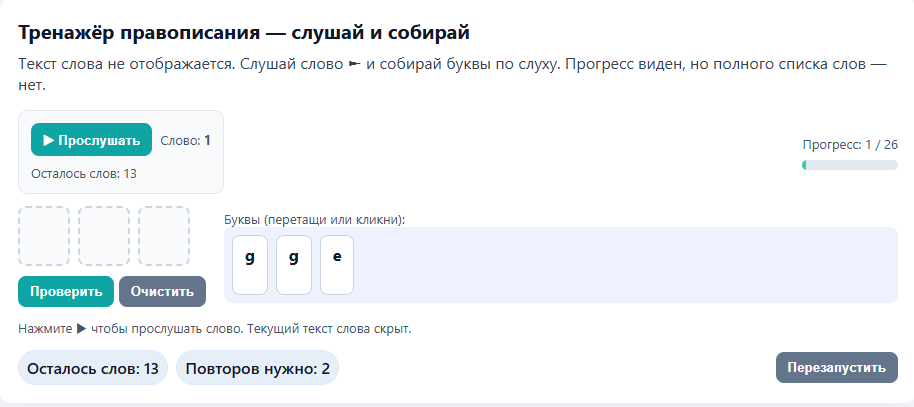 Тренажёр правописания — слушай и собирай
Текст слова не отображается. Слушай слово ► и собирай буквы по слуху. Прогресс виден, но полного списка слов —
нет.
▶ Прослушать Слово: 1
Осталось слов: 13
Прогресс: 1 / 26
Буквы (перетащи или кликни):
g g e
Проверить Очистить
Нажмите ▶ чтобы прослушать слово. Текущий текст слова скрыт.
Осталось слов: 13 Повторов нужно: 2 Перезапустить